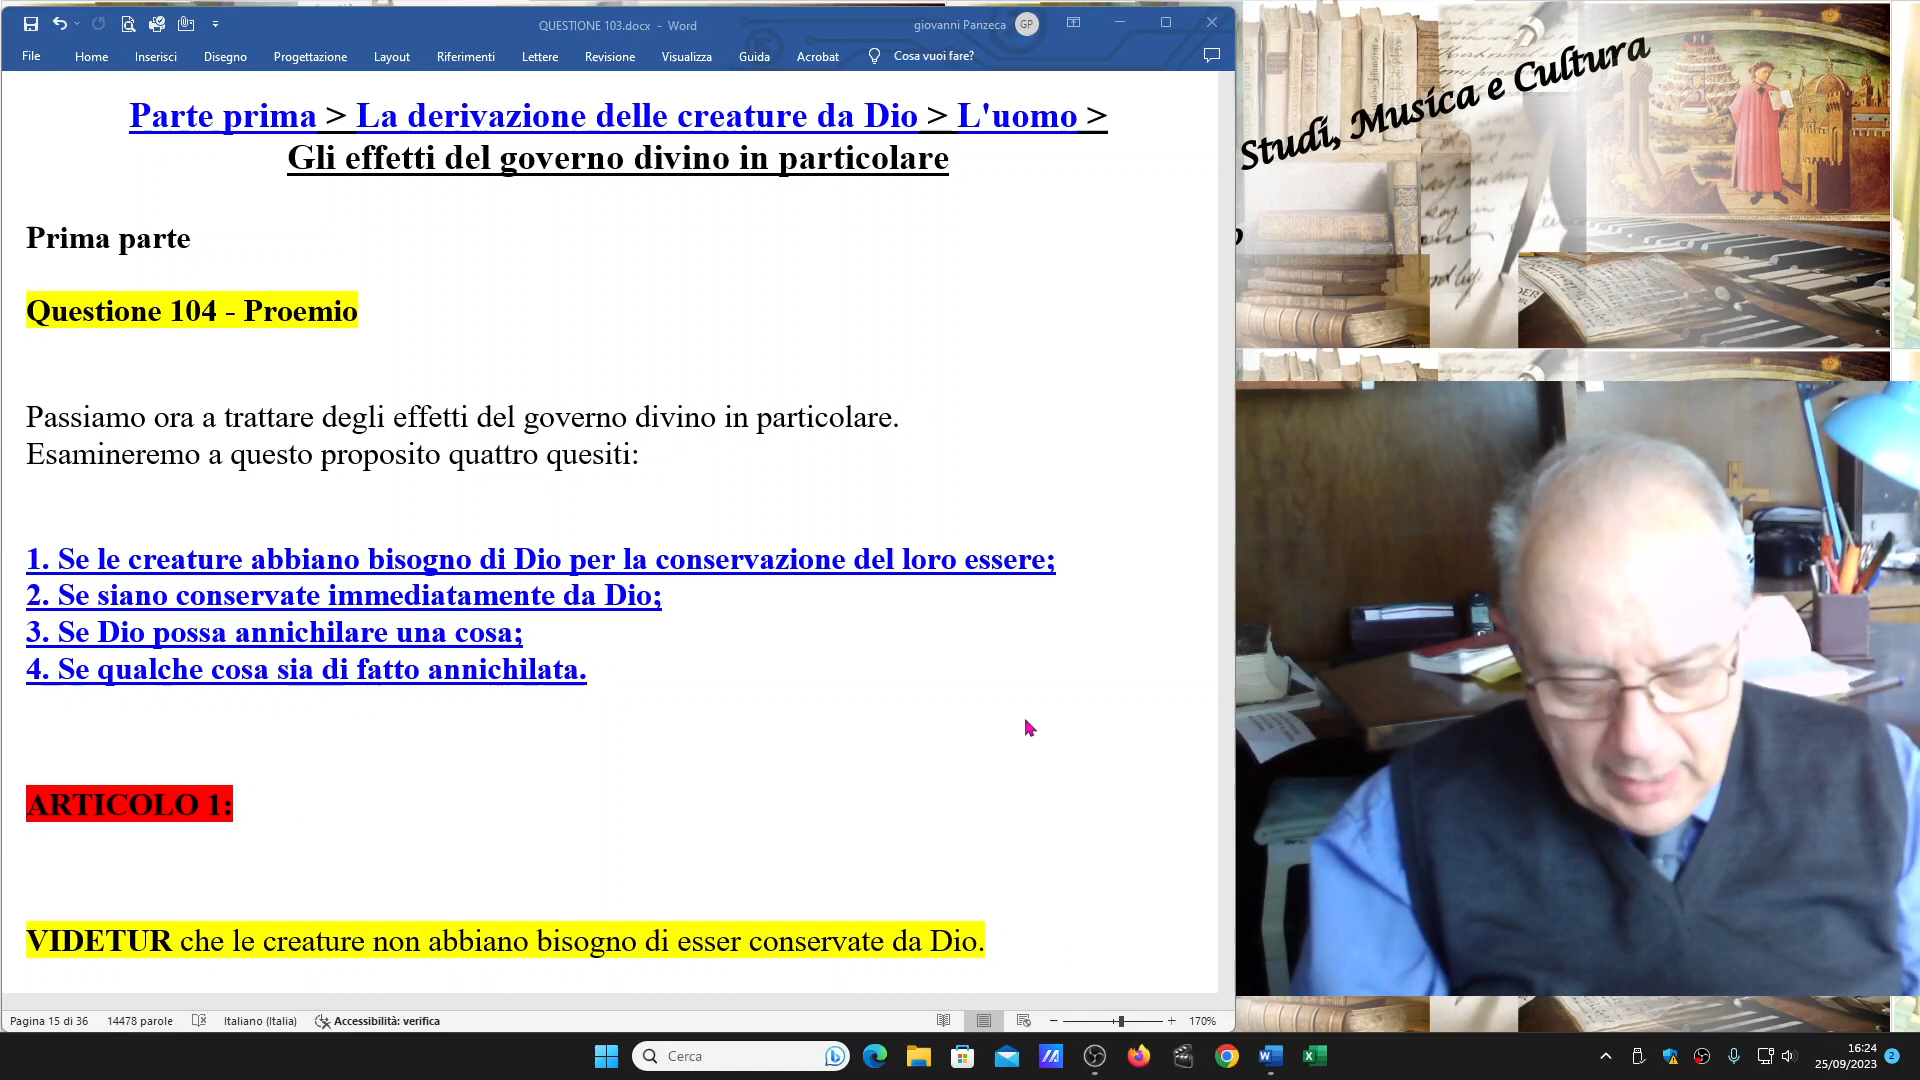 QUESTIONE 103.docx - Word
giovanni Panzeca
GP
File Home Inserisci Disegno Progettazione Layout Riferimenti Lettere Revisione Visualizza Guida Acrobat Cosa vuoi fare?
Parte prima > La derivazione delle creature da Dio > L'uomo >
Gli effetti del governo divino in particolare
Prima parte
Questione 104 - Proemio
Passiamo ora a trattare degli effetti del governo divino in particolare.
Esamineremo a questo proposito quattro quesiti:
1. Se le creature abbiano bisogno di Dio per la conservazione del loro essere;
2. Se siano conservate immediatamente da Dio;
3. Se Dio possa annichilare una cosa;
4. Se qualche cosa sia di fatto annichilata.
ARTICOLO 1:
VIDETUR che le creature non abbiano bisogno di esser conservate da Dio.
Pagina 15 di 36 14478 parole Italiano (Italia) Accessibilità: verifica 170%
Studi, Musica e Cultura
Cerca
16:24
25/09/2023
2